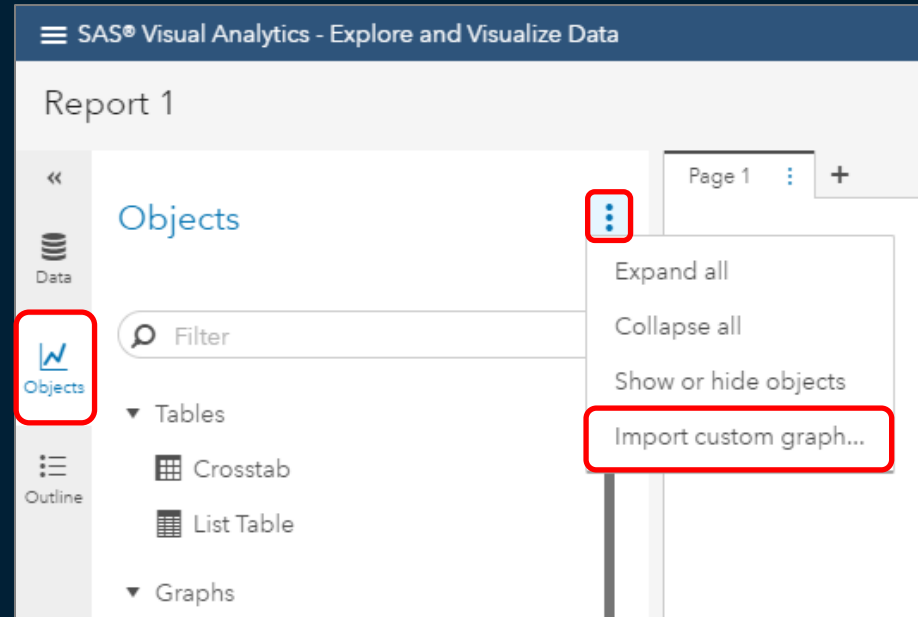 SAS® Visual Analytics - Explore and Visualize Data
Report 1
Data
Objects
Outline
Objects
Filter
Tables
Crosstab
List Table
Graphs
Page 1
Expand all
Collapse all
Show or hide objects
Import custom graph...